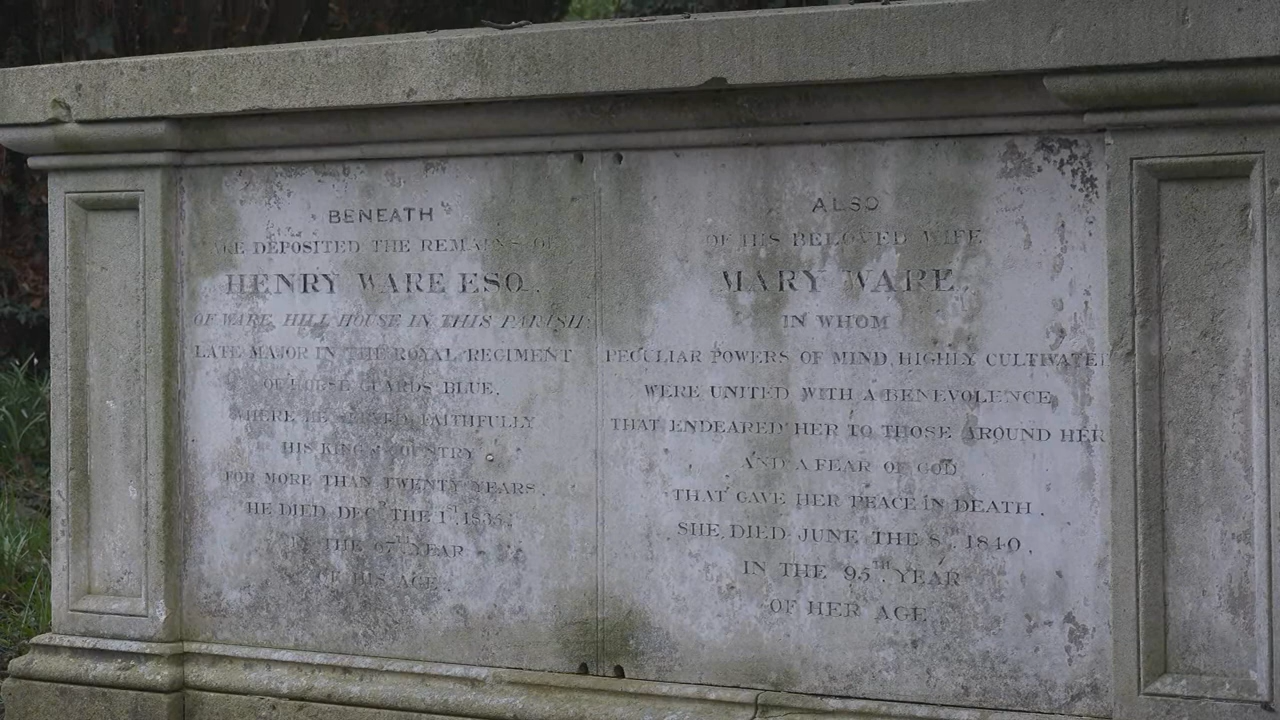 BENEATH
ARE DEPOSITED THE REMAINS OF
HENRY WARE ESQ.
OF WARE HILL HOUSE IN THIS PARISH
LATE MAJOR IN THE ROYAL REGIMENT
OF HORSE GUARDS BLUE,
WHERE HE SERVED FAITHFULLY
HIS KING & COUNTRY
FOR MORE THAN TWENTY YEARS.
HE DIED DECR THE 1ST
IN THE YEAR
OF HIS AGE.
ALSO
OF HIS BELOVED WIFE
MARY WARE.
IN WHOM
PECULIAR POWERS OF MIND, HIGHLY CULTIVATED
WERE UNITED WITH A BENEVOLENCE
THAT ENDEARED HER TO THOSE AROUND HER
AND A FEAR OF GOD
THAT GAVE HER PEACE IN DEATH.
SHE DIED JUNE THE 8TH 1840,
IN THE 95TH YEAR
OF HER AGE